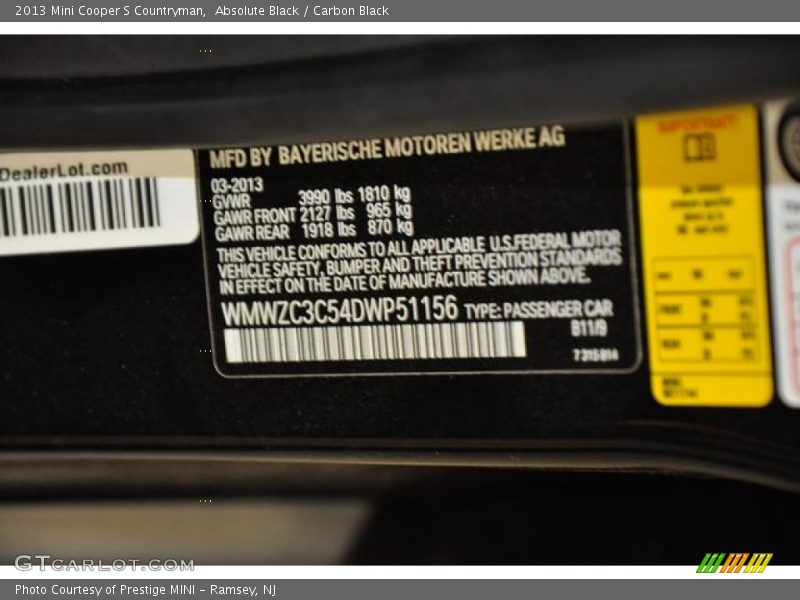 2013 Mini Cooper S Countryman,  Absolute Black / Carbon Black
DealerLot.com
MFD BY BAYERISCHE MOTOREN WERKE AG
03-2013
GVWR 3990 lbs 1810 kg
GAWR FRONT 2127 lbs 965 kg
GAWR REAR 1918 lbs 870 kg
THIS VEHICLE CONFORMS TO ALL APPLICABLE U.S.FEDERAL MOTOR
VEHICLE SAFETY, BUMPER AND THEFT PREVENTION STANDARDS
IN EFFECT ON THE DATE OF MANUFACTURE SHOWN ABOVE.
WMWZC3C54DWP51156 TYPE: PASSENGER CAR
B11/9
IMPORTANT
GTCARLOT.COM
Photo Courtesy of Prestige MINI - Ramsey, NJ